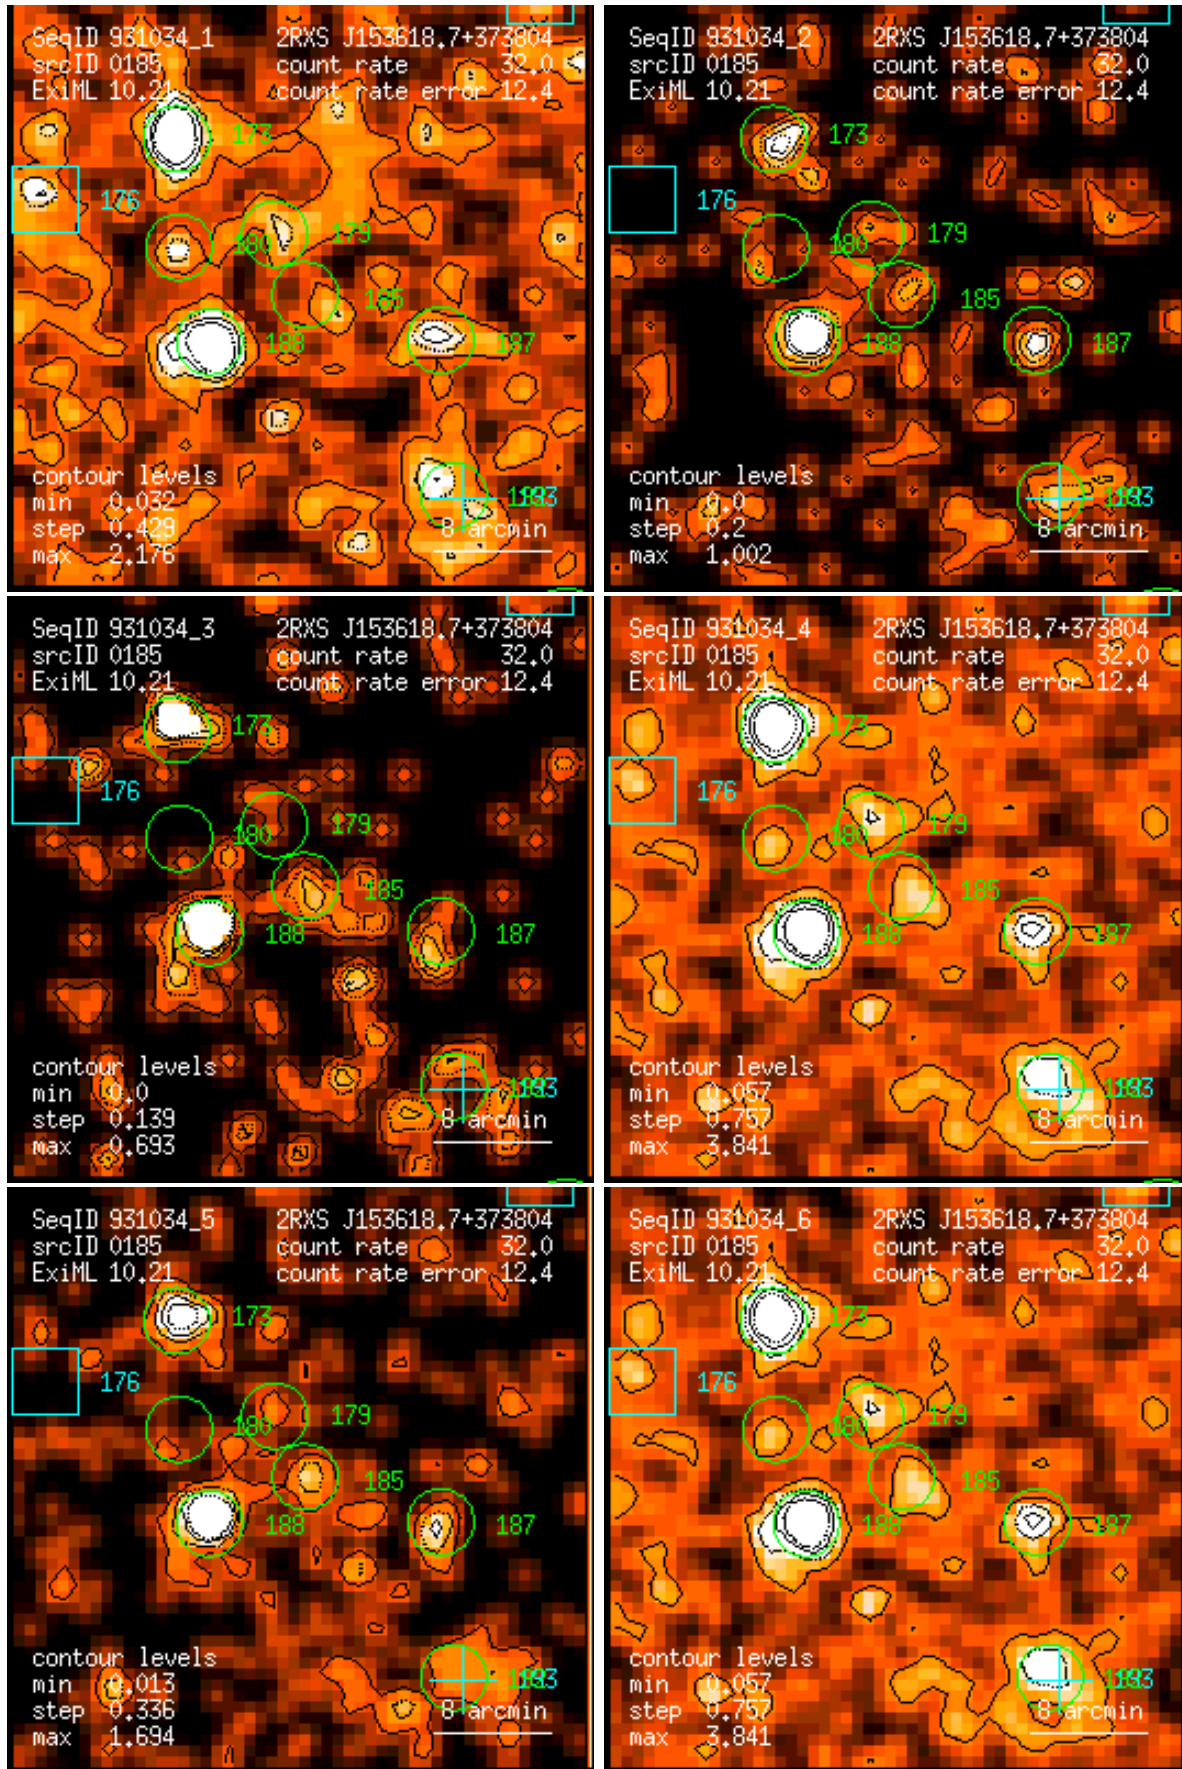 SeqID 931034_1 2RXS J153618.7+373804
srcID 0185 count rate 32.0
ExiML 10.21 count rate error 12.4
173
176
180 179
185
188 187
contour levels
min 0.032 193
step 0.429 8 arcmin
max 2.176
SeqID 931034_2 2RXS J153618.7+373804
srcID 0185 count rate 32.0
ExiML 10.21 count rate error 12.4
173
176
180 179
185
188 187
contour levels
min 0.0 193
step 0.2 8 arcmin
max 1.002
SeqID 931034_3 2RXS J153618.7+373804
srcID 0185 count rate 32.0
ExiML 10.21 count rate error 12.4
173
176
180 179
185
188 187
contour levels
min 0.0 193
step 0.139 8 arcmin
max 0.693
SeqID 931034_4 2RXS J153618.7+373804
srcID 0185 count rate 32.0
ExiML 10.21 count rate error 12.4
173
176
180 179
185
188 187
contour levels
min 0.057 193
step 0.757 8 arcmin
max 3.841
SeqID 931034_5 2RXS J153618.7+373804
srcID 0185 count rate 32.0
ExiML 10.21 count rate error 12.4
173
176
180 179
185
188 187
contour levels
min 0.013 193
step 0.336 8 arcmin
max 1.694
SeqID 931034_6 2RXS J153618.7+373804
srcID 0185 count rate 32.0
ExiML 10.21 count rate error 12.4
173
176
180 179
185
188 187
contour levels
min 0.057 193
step 0.757 8 arcmin
max 3.841